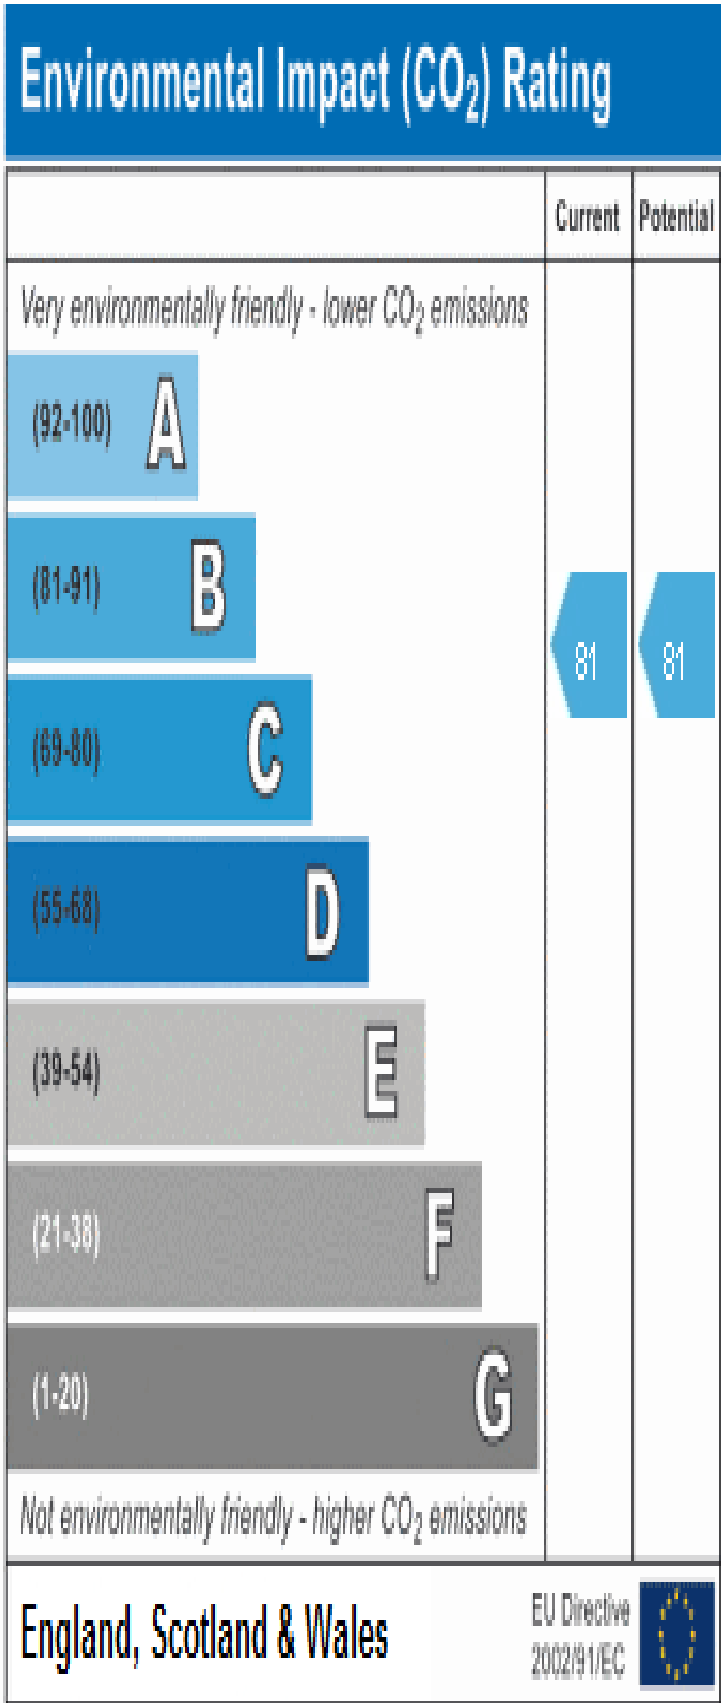 Environmental Impact (CO₂) Rating
Current Potential
Very environmentally friendly - lower CO₂ emissions
(92-100) A
(81-91) B
81 81
(69-80) C
(55-68) D
(39-54) E
(21-38) F
(1-20) G
Not environmentally friendly - higher CO₂ emissions
England, Scotland & Wales
EU Directive
2002/91/EC